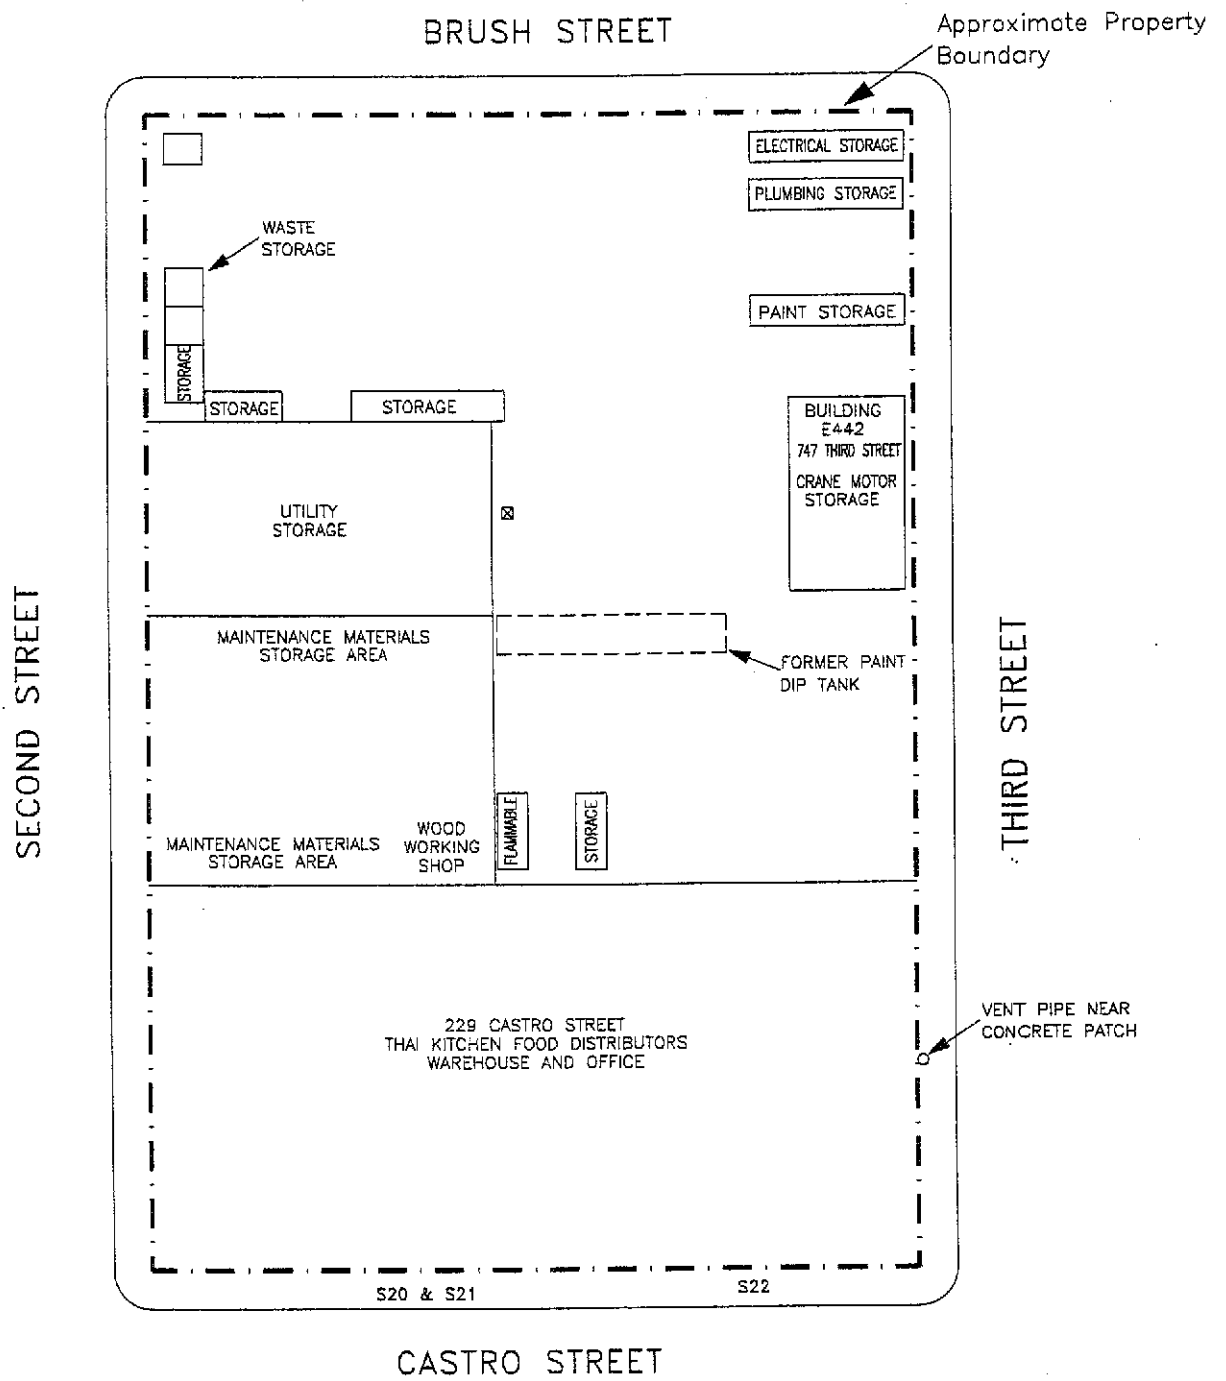 BRUSH STREET
Approximate Property
Boundary
ELECTRICAL STORAGE
PLUMBING STORAGE
WASTE
STORAGE
PAINT STORAGE
STORAGE
STORAGE
STORAGE
BUILDING
E442
747 THIRD STREET
CRANE MOTOR
STORAGE
UTILITY
STORAGE
SECOND STREET
THIRD STREET
MAINTENANCE MATERIALS
STORAGE AREA
FORMER PAINT
DIP TANK
MAINTENANCE MATERIALS
STORAGE AREA
WOOD
WORKING
SHOP
FLAMMABLE
STORAGE
VENT PIPE NEAR
CONCRETE PATCH
229 CASTRO STREET
THAI KITCHEN FOOD DISTRIBUTORS
WAREHOUSE AND OFFICE
S20 & S21
S22
CASTRO STREET